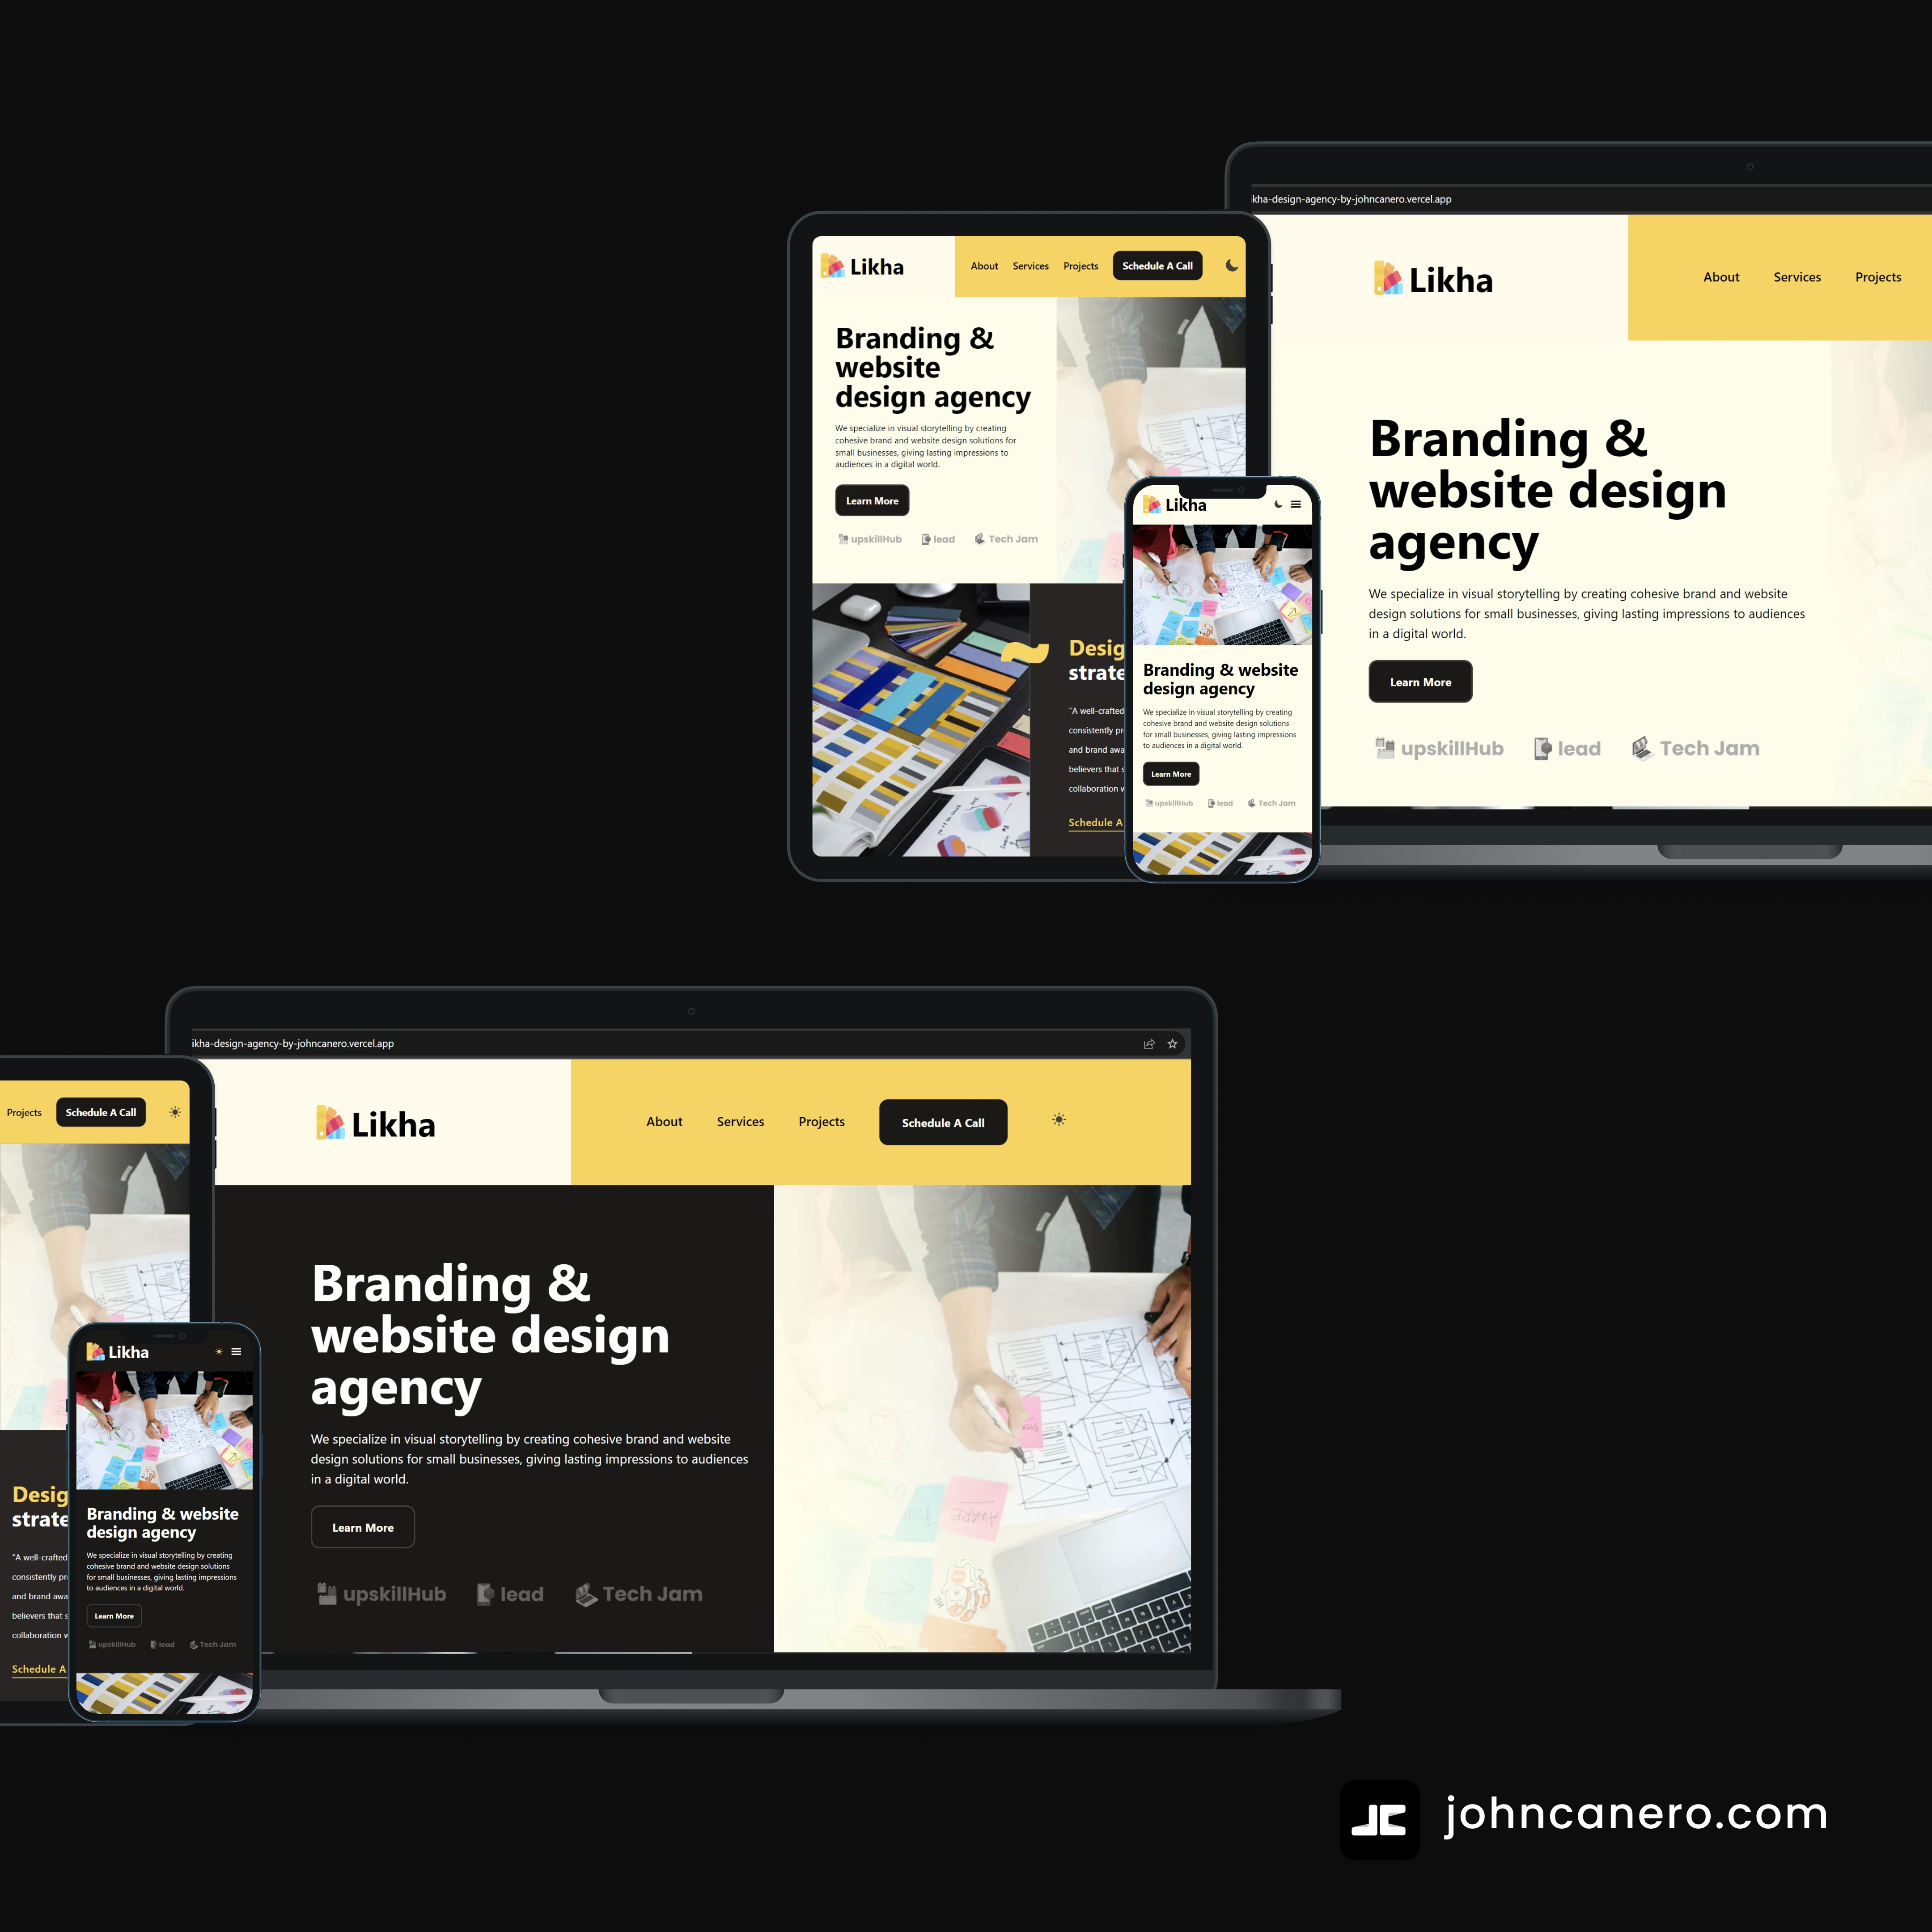 kha-design-agency-by-johncanero.vercel.app
Likha
About Services Projects
Branding &
website design
agency
We specialize in visual storytelling by creating cohesive brand and website
design solutions for small businesses, giving lasting impressions to audiences
in a digital world.
Learn More
upskillHub lead Tech Jam
Likha
About Services Projects Schedule A Call
Branding &
website
design agency
We specialize in visual storytelling by creating
cohesive brand and website design solutions for
small businesses, giving lasting impressions to
audiences in a digital world.
Learn More
upskillHub lead Tech Jam
Desig
strate
"A well-crafted
consistently pr
and brand awa
believers that s
collaboration w
Schedule A
Likha
Branding & website
design agency
We specialize in visual storytelling by creating
cohesive brand and website design solutions
for small businesses, giving lasting impressions
to audiences in a digital world.
Learn More
upskillHub lead Tech Jam
ikha-design-agency-by-johncanero.vercel.app
Likha
About Services Projects Schedule A Call
Branding &
website design
agency
We specialize in visual storytelling by creating cohesive brand and website
design solutions for small businesses, giving lasting impressions to audiences
in a digital world.
Learn More
upskillHub lead Tech Jam
Projects Schedule A Call
Desig
strate
"A well-crafted
consistently pr
and brand awa
believers that s
collaboration w
Schedule A
Likha
Branding & website
design agency
We specialize in visual storytelling by creating
cohesive brand and website design solutions
for small businesses, giving lasting impressions
to audiences in a digital world.
Learn More
upskillHub lead Tech Jam
JC johncanero.com